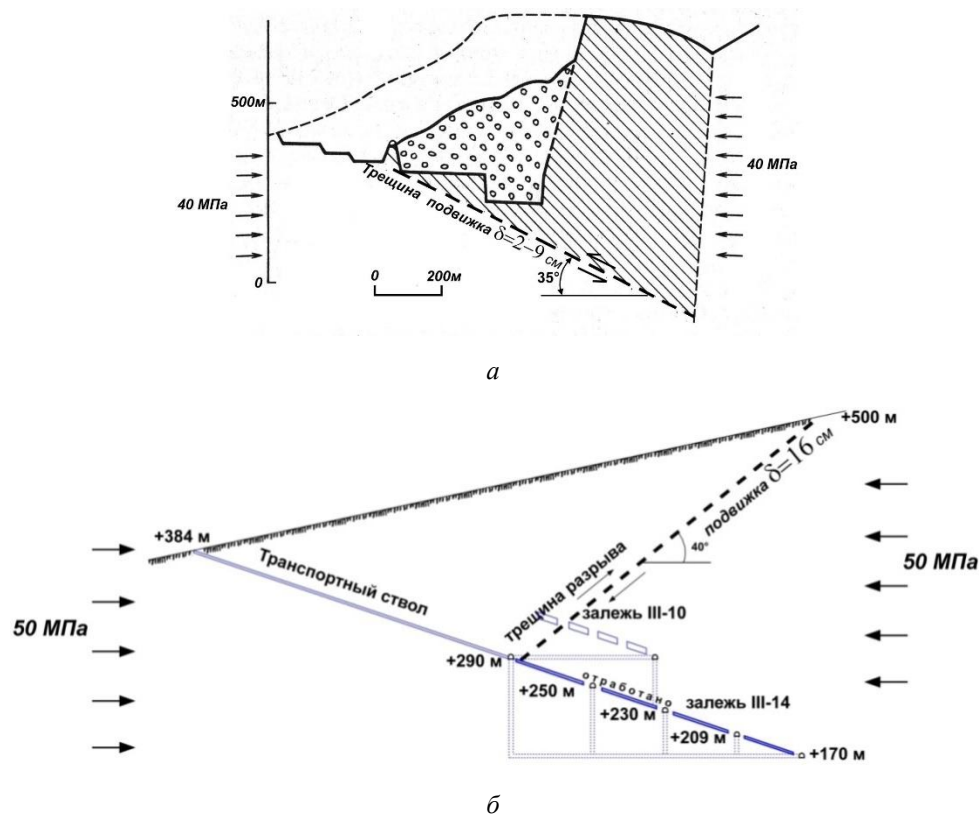 500м
40 МПа
40 МПа
Трещина подвижка δ=2–9 см
0
0 200м
35°
а
+500 м
подвижка δ=16 см
+384 м
40°
Транспортный ствол
50 МПа
50 МПа
трещина разрыва
залежь III-10
+290 м
отработано
+250 м
залежь III-14
+230 м
+209 м
+170 м
б